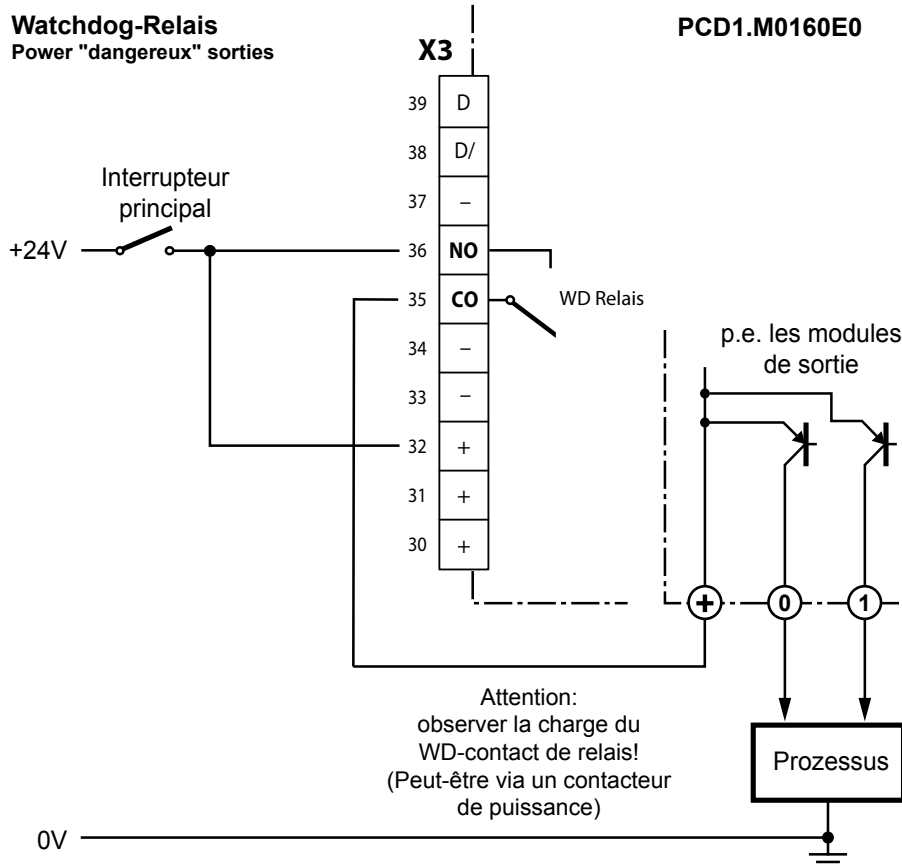 Watchdog-Relais
Power "dangereux" sorties
PCD1.M0160E0
X3
39 D
38 D/
37 –
36 NO
35 CO
34 –
33 –
32 +
31 +
30 +
Interrupteur
principal
+24V
WD Relais
p.e. les modules
de sortie
+ 0 1
Attention:
observer la charge du
WD-contact de relais!
(Peut-être via un contacteur
de puissance)
Prozessus
0V